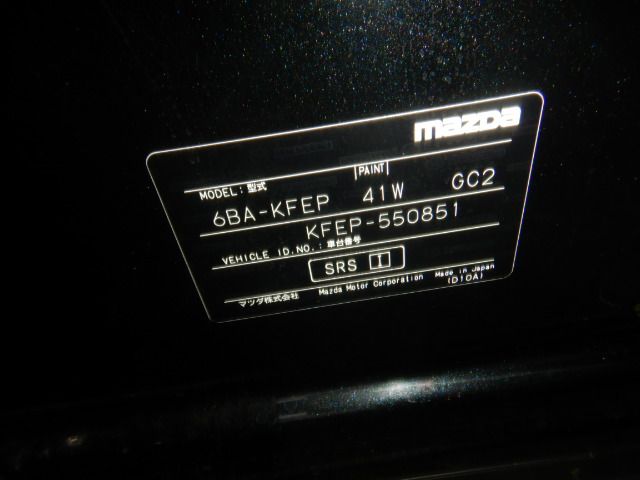 mazda
MODEL:型式 PAINT
6BA-KFEP 41W GC2
KFEP-550851
VEHICLE ID.NO.:車台番号
SRS
マツダ株式会社 Mazda Motor Corporation Made in Japan
(D10A)